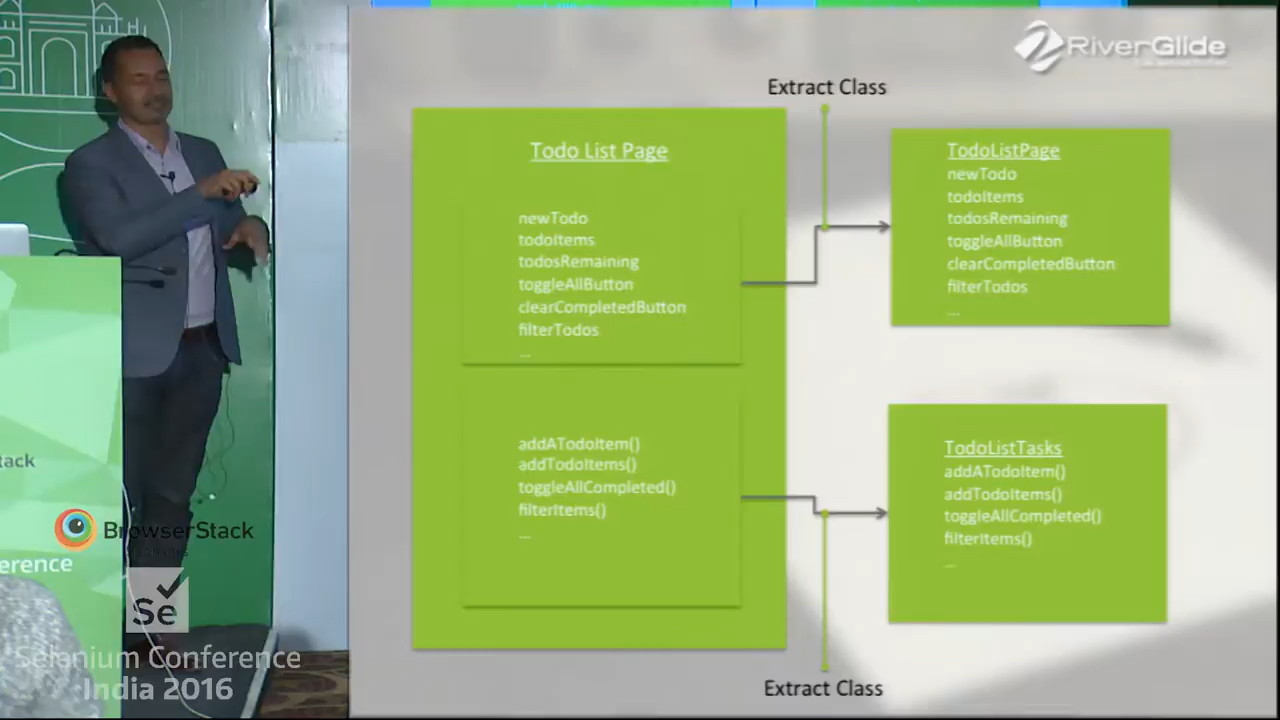 RiverGlide
Extract Class
Todo List Page
newTodo
todoItems
todosRemaining
toggleAllButton
clearCompletedButton
filterTodos
...
addATodoItem()
addTodoItems()
toggleAllCompleted()
filterItems()
...
TodoListPage
newTodo
todoItems
todosRemaining
toggleAllButton
clearCompletedButton
filterTodos
...
TodoListTasks
addATodoItem()
addTodoItems()
toggleAllCompleted()
filterItems()
...
Extract Class
tack
erence
BrowserStack
Se
Selenium Conference
India 2016